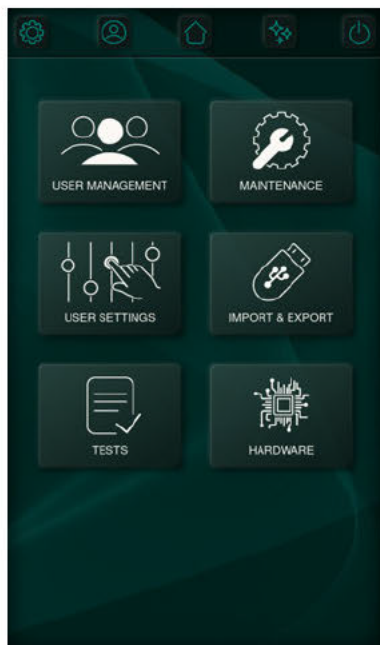 USER MANAGEMENT
MAINTENANCE
USER SETTINGS
IMPORT & EXPORT
TESTS
HARDWARE